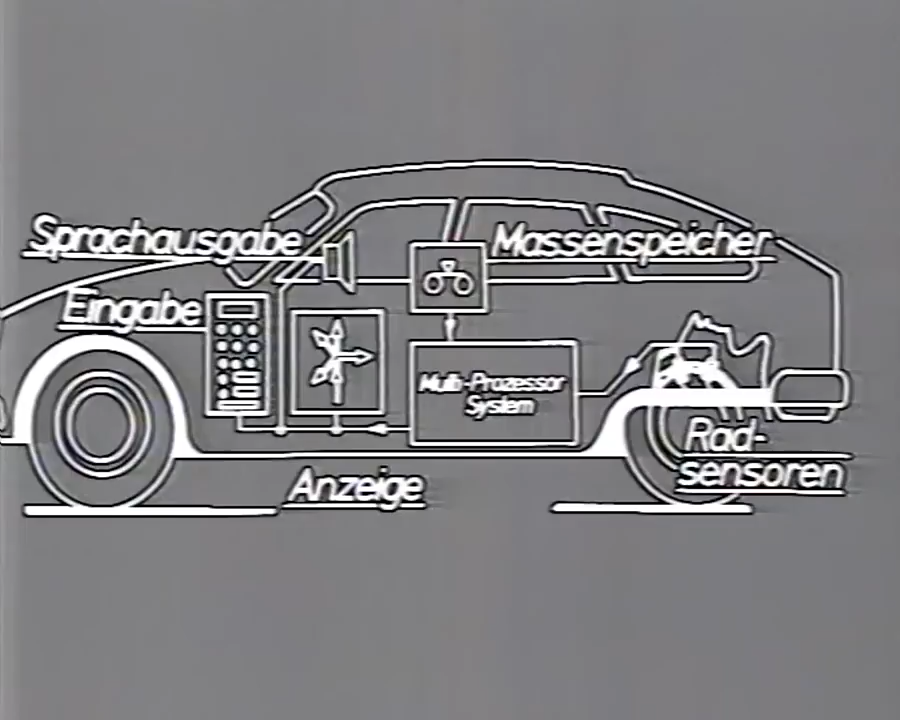 Sprachausgabe
Massenspeicher
Eingabe
Multi-Prozessor
System
Rad-
sensoren
Anzeige